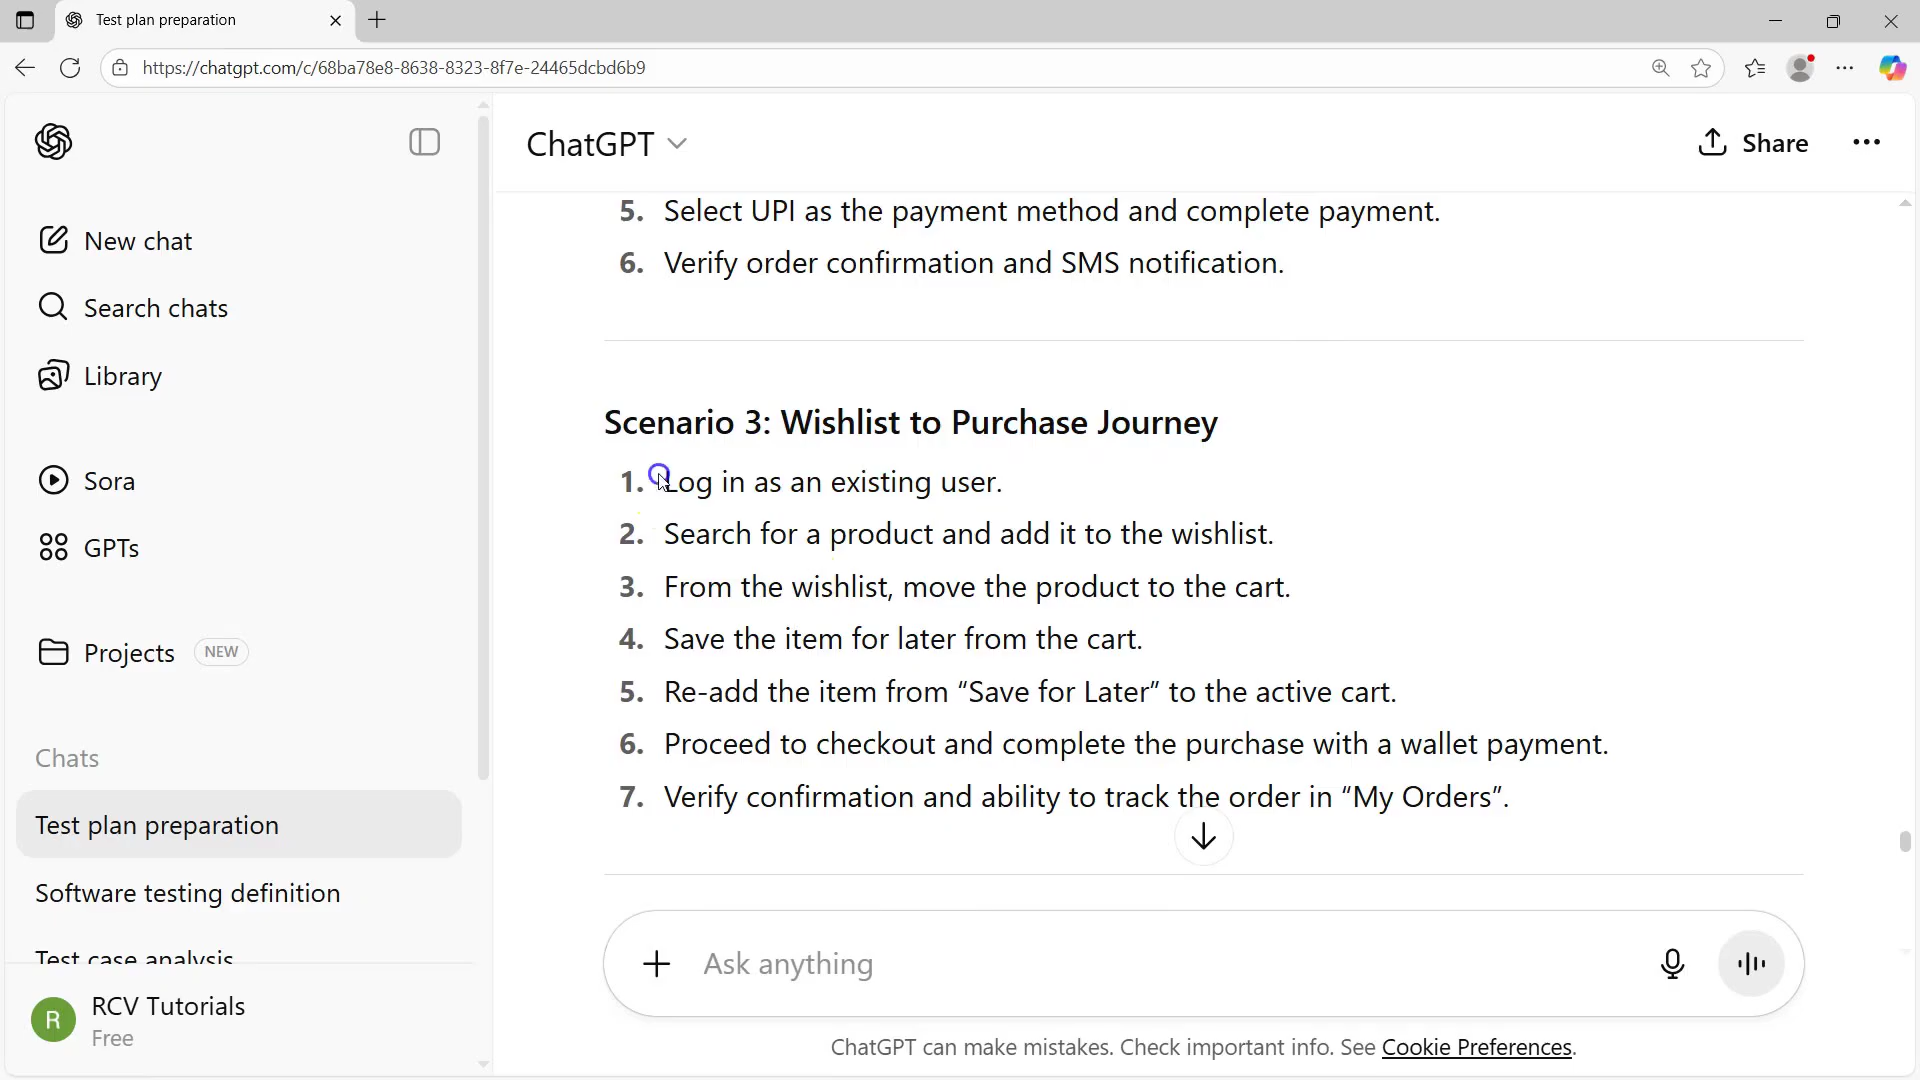 Test plan preparation
https://chatgpt.com/c/68ba78e8-8638-8323-8f7e-24465dcbd6b9
ChatGPT
Share
New chat
Search chats
Library
Sora
GPTs
Projects NEW
Chats
Test plan preparation
Software testing definition
Test case analysis
R
RCV Tutorials
Free
5. Select UPI as the payment method and complete payment.
6. Verify order confirmation and SMS notification.
Scenario 3: Wishlist to Purchase Journey
1. Log in as an existing user.
2. Search for a product and add it to the wishlist.
3. From the wishlist, move the product to the cart.
4. Save the item for later from the cart.
5. Re-add the item from “Save for Later” to the active cart.
6. Proceed to checkout and complete the purchase with a wallet payment.
7. Verify confirmation and ability to track the order in “My Orders”.
Ask anything
ChatGPT can make mistakes. Check important info. See Cookie Preferences.